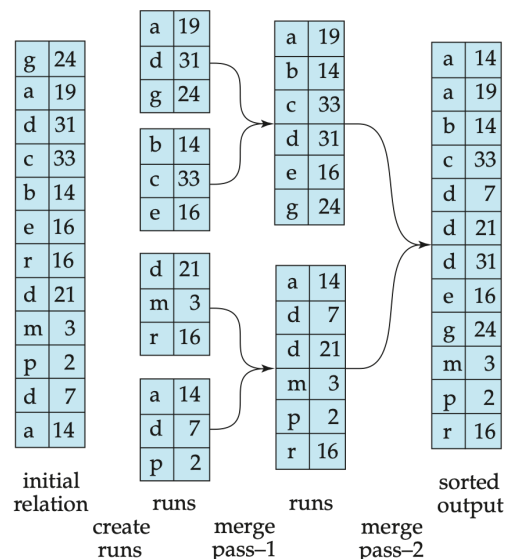 g 24
a 19
d 31
c 33
b 14
e 16
r 16
d 21
m 3
p 2
d 7
a 14
initial
relation
a 19
d 31
g 24
b 14
c 33
e 16
d 21
m 3
r 16
a 14
d 7
p 2
runs
create
runs
a 19
b 14
c 33
d 31
e 16
g 24
a 14
d 7
d 21
m 3
p 2
r 16
runs
merge
pass–1
a 14
a 19
b 14
c 33
d 7
d 21
d 31
e 16
g 24
m 3
p 2
r 16
sorted
output
merge
pass–2